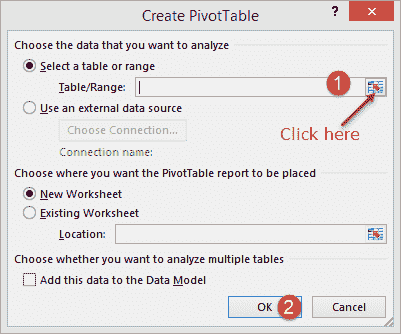 Create PivotTable
?
Choose the data that you want to analyze
Select a table or range
Table/Range:
1
Use an external data source
Choose Connection...
Click here
Connection name:
Choose where you want the PivotTable report to be placed
New Worksheet
Existing Worksheet
Location:
Choose whether you want to analyze multiple tables
Add this data to the Data Model
OK
2
Cancel